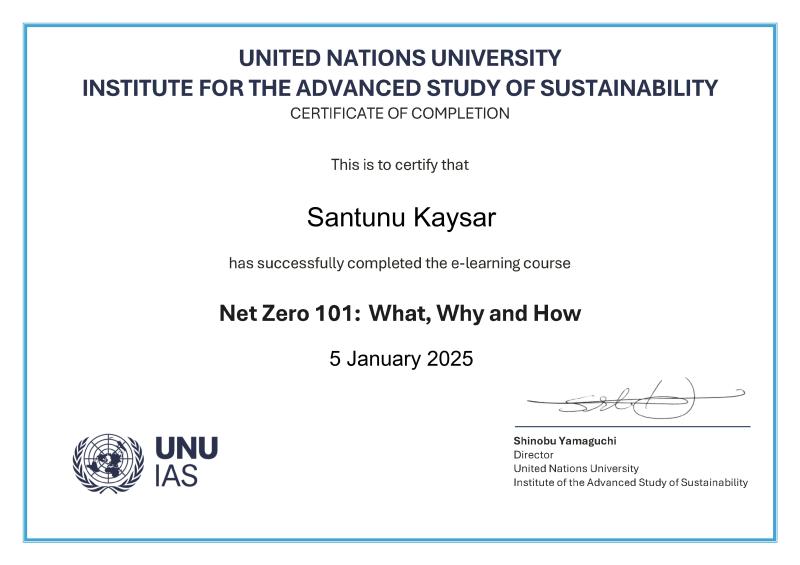 UNITED NATIONS UNIVERSITY
INSTITUTE FOR THE ADVANCED STUDY OF SUSTAINABILITY
CERTIFICATE OF COMPLETION
This is to certify that
Santunu Kaysar
has successfully completed the e-learning course
Net Zero 101: What, Why and How
5 January 2025
Shinobu Yamaguchi
Director
United Nations University
Institute of the Advanced Study of Sustainability
UNU
IAS